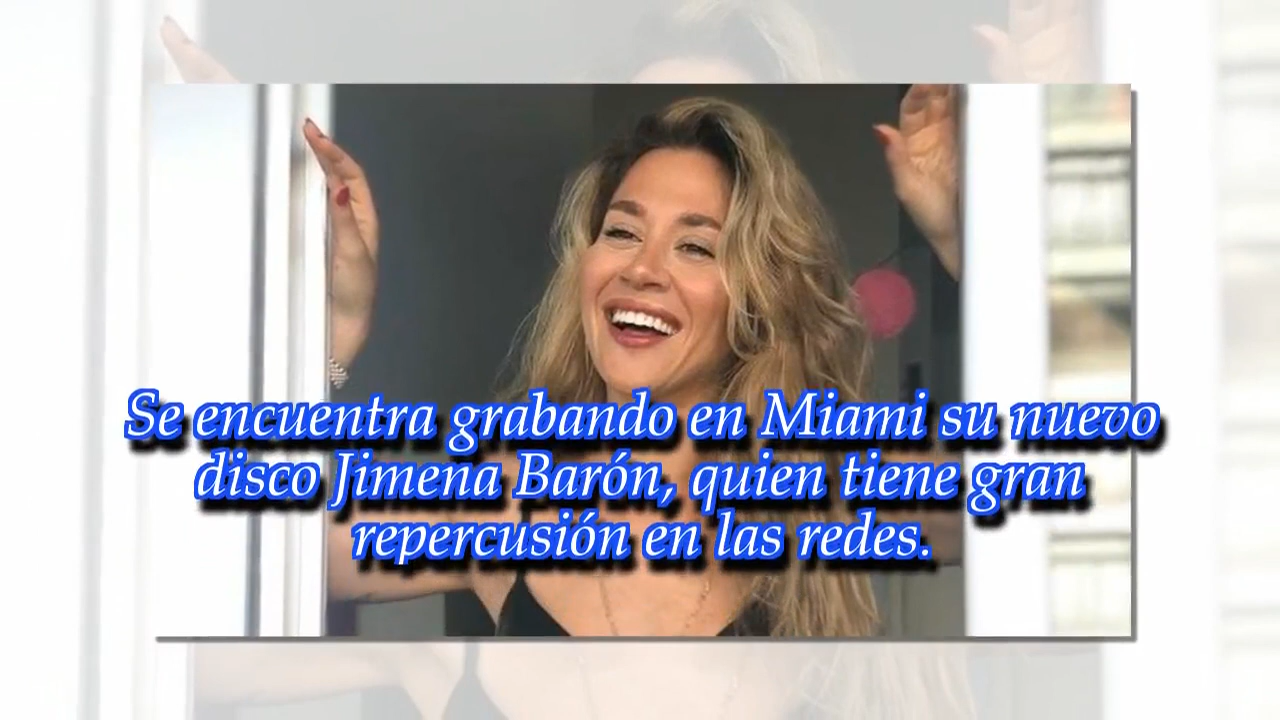 Se encuentra grabando en Miami su nuevo
disco Jimena Barón, quien tiene gran
repercusión en las redes.